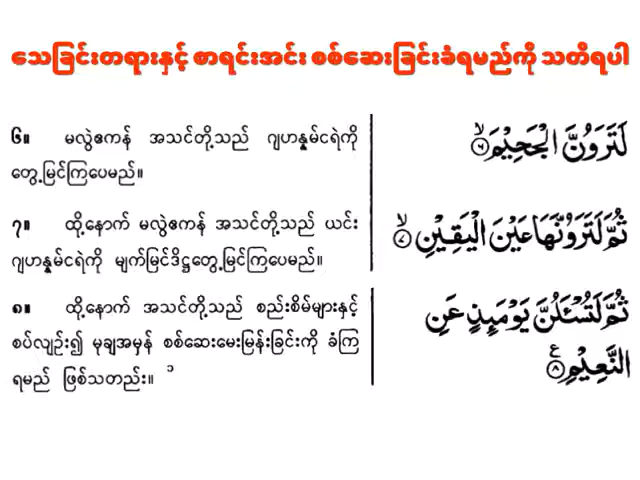 သေခြင်းတရားနှင့် စာရင်းအင်း စစ်ဆေးခြင်းခံရမည်ကို သတိရပါ
၆။ မလွဲဧကန် အသင်တို့သည် ဂျဟန္နမ်ငရဲကို
တွေ့မြင်ကြပေမည်။
لَتَرَوُنَّ الْجَحِيْمَ ۙ‏﴿۶﴾
၇။ ထို့နောက် မလွဲဧကန် အသင်တို့သည် ယင်း
ဂျဟန္နမ်ငရဲကို မျက်မြင်ဒိဋ္ဌတွေ့မြင်ကြပေမည်။
ثُمَّ لَتَرَوُنَّهَا عَيْنَ الْيَقِيْنِ ۙ‏﴿۷﴾
၈။ ထို့နောက် အသင်တို့သည် စည်းစိမ်များနှင့်
စပ်လျဉ်း၍ မုချအမှန် စစ်ဆေးမေးမြန်းခြင်းကို ခံကြ
ရမည် ဖြစ်သတည်း။ ၁
ثُمَّ لَتُسْـَٔلُنَّ يَوْمَئِذٍ عَنِ
النَّعِيْمِ ﴿۸﴾